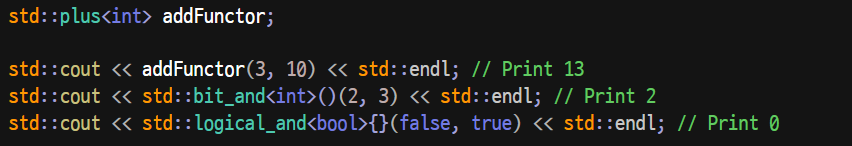 std::plus<int> addFunctor;
std::cout << addFunctor(3, 10) << std::endl; // Print 13
std::cout << std::bit_and<int>()(2, 3) << std::endl; // Print 2
std::cout << std::logical_and<bool>{}(false, true) << std::endl; // Print 0